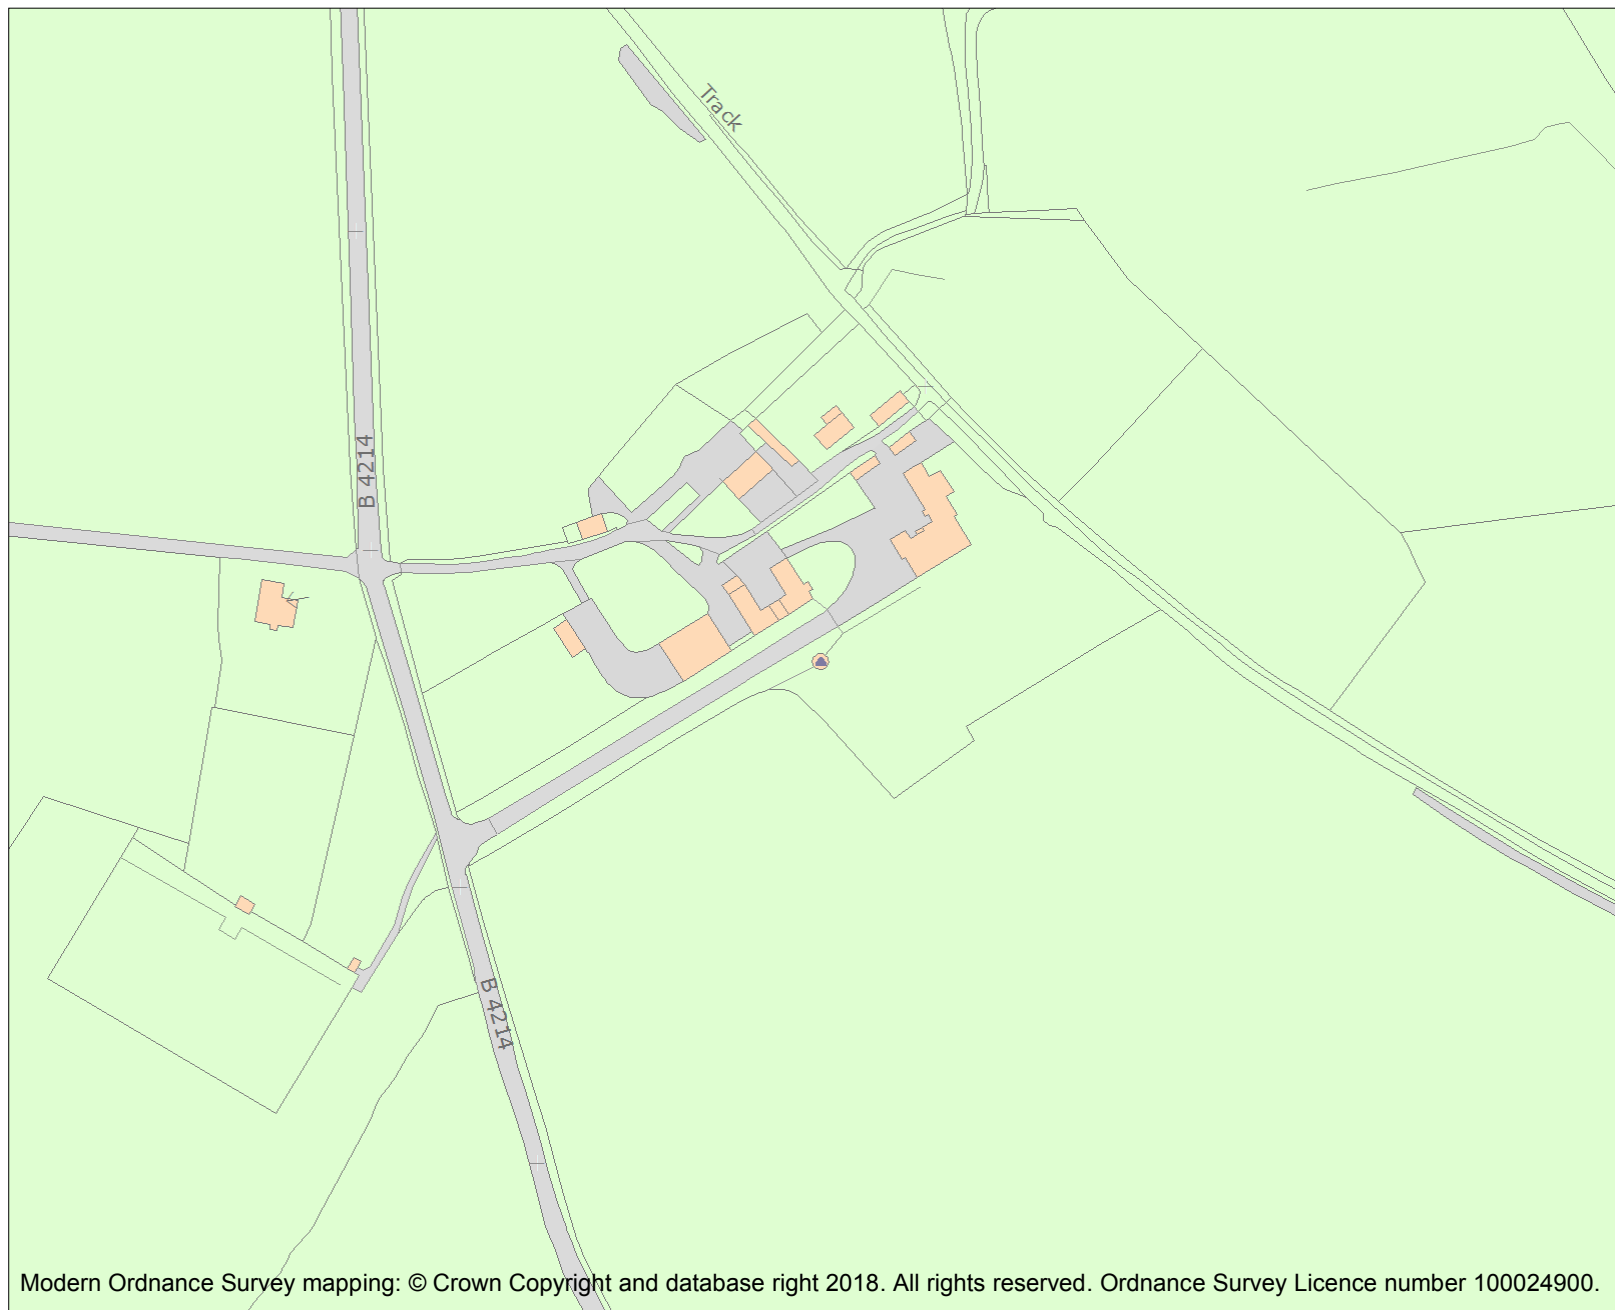 Track
B 4214
B 4214
Modern Ordnance Survey mapping: © Crown Copyright and database right 2018. All rights reserved. Ordnance Survey Licence number 100024900.